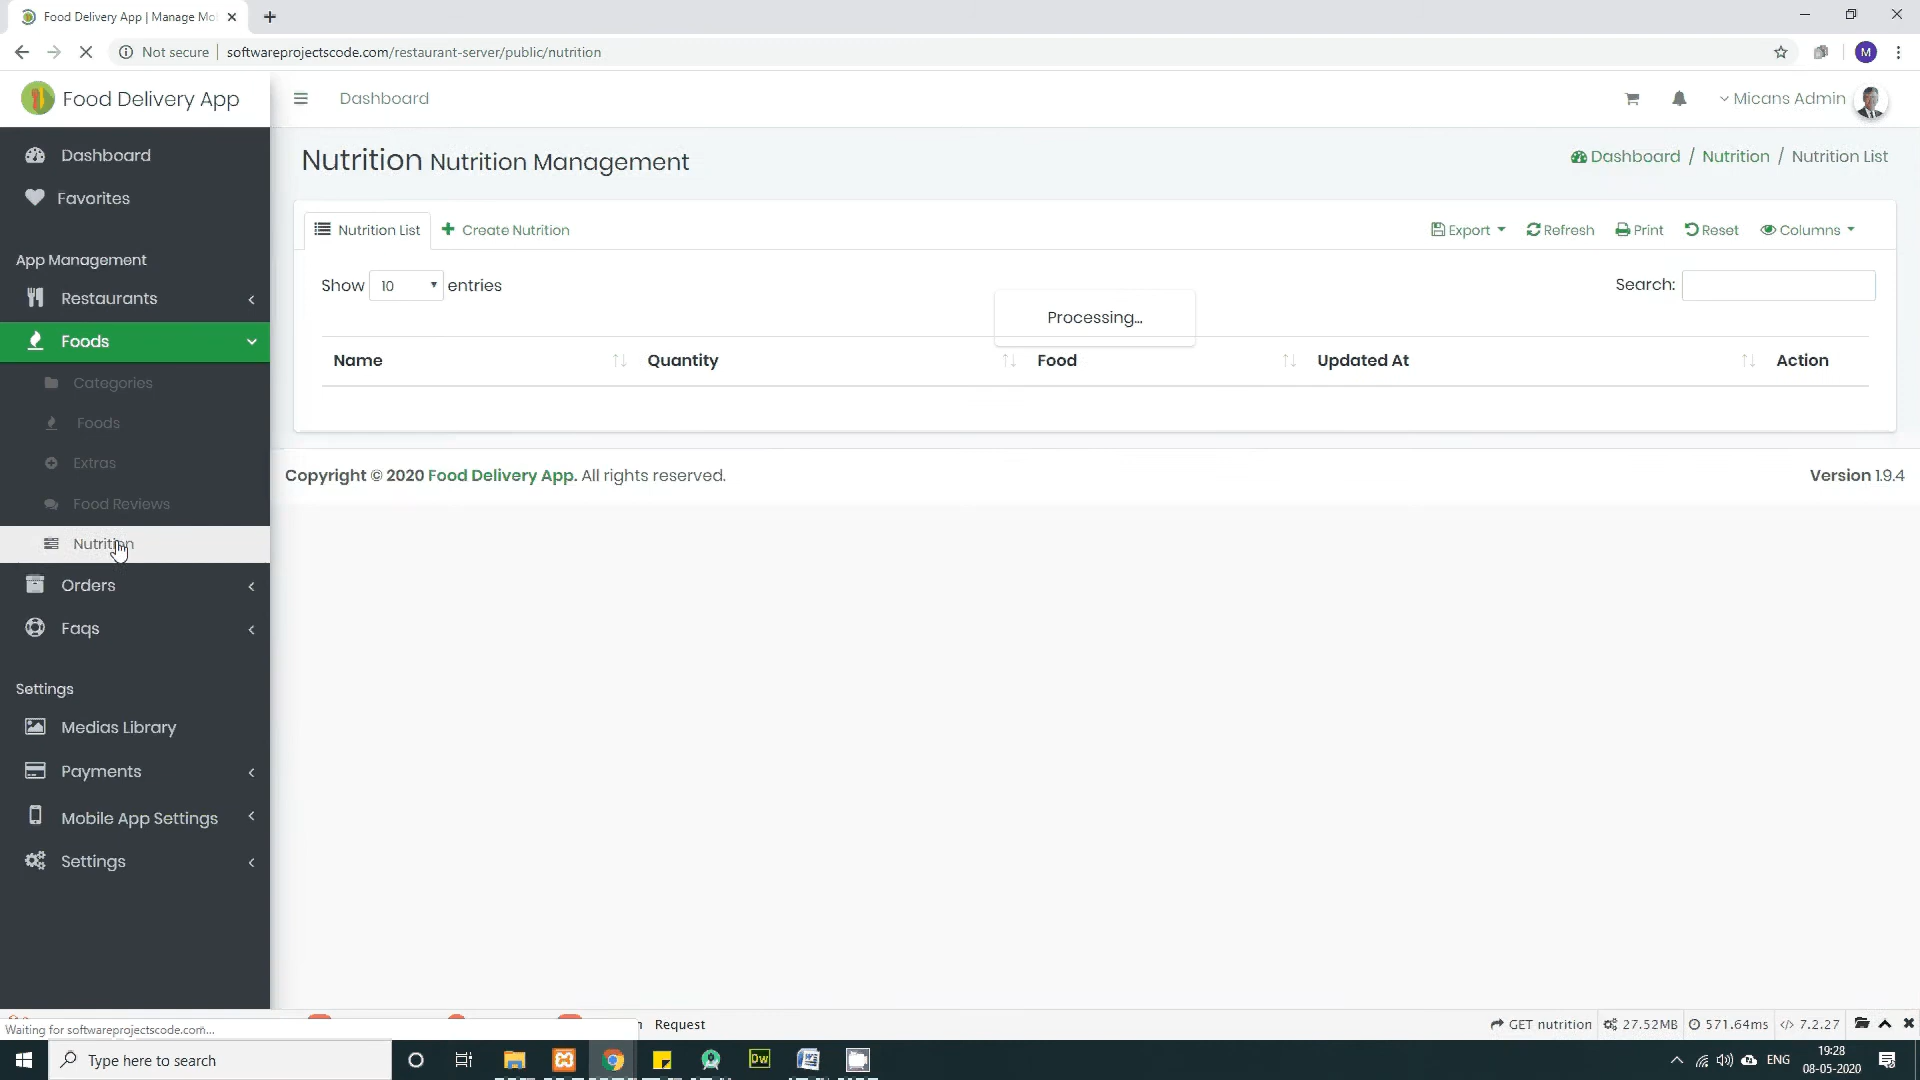 Food Delivery App | Manage Mo
Not secure softwareprojectscode.com/restaurant-server/public/nutrition
M
Food Delivery App
Dashboard
Micans Admin
Dashboard
Favorites
App Management
Restaurants
Foods
Categories
Foods
Extras
Food Reviews
Nutrition
Orders
Faqs
Settings
Medias Library
Payments
Mobile App Settings
Settings
Nutrition Nutrition Management
Dashboard / Nutrition / Nutrition List
Nutrition List
Create Nutrition
Export
Refresh
Print
Reset
Columns
Show 10 entries
Search:
Processing...
Name Quantity Food Updated At Action
Copyright © 2020 Food Delivery App. All rights reserved.
Version 1.9.4
Waiting for softwareprojectscode.com...
Request
GET nutrition
27.52MB
571.64ms
7.2.27
Type here to search
Dw
ENG
19:28
08-05-2020